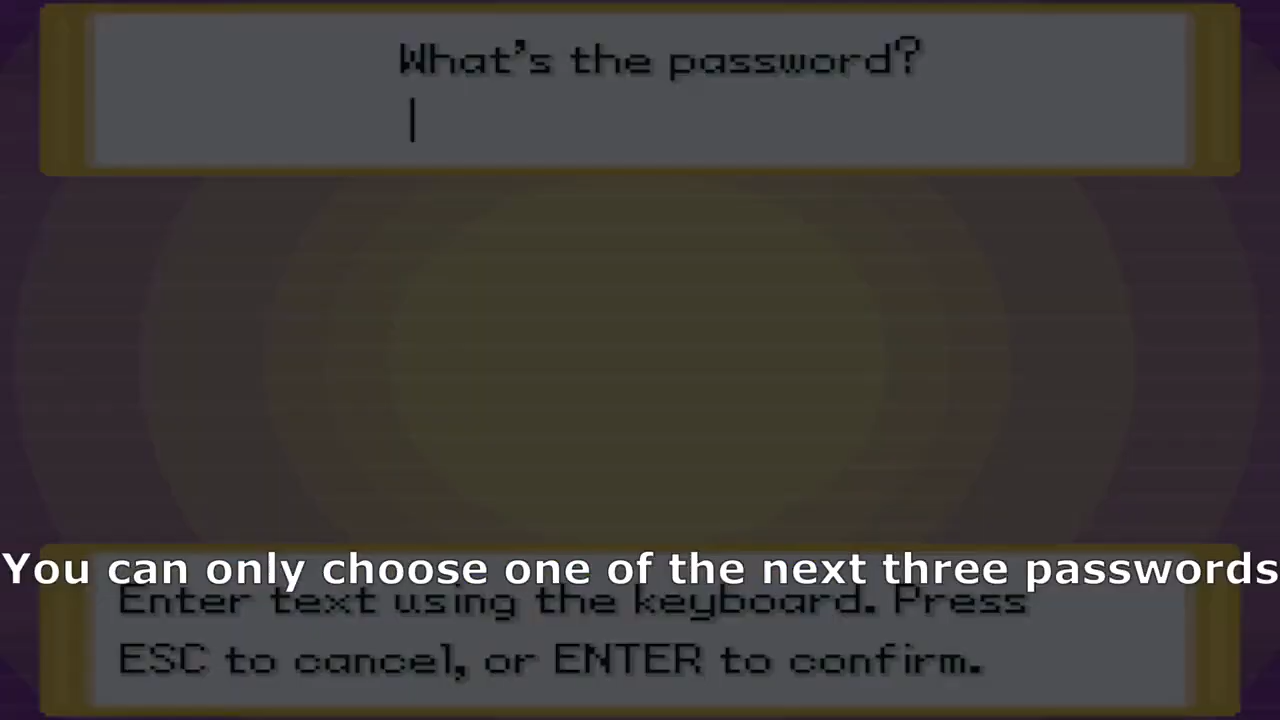 What's the password?
You can only choose one of the next three passwords
Enter text using the keyboard. Press
ESC to cancel, or ENTER to confirm.